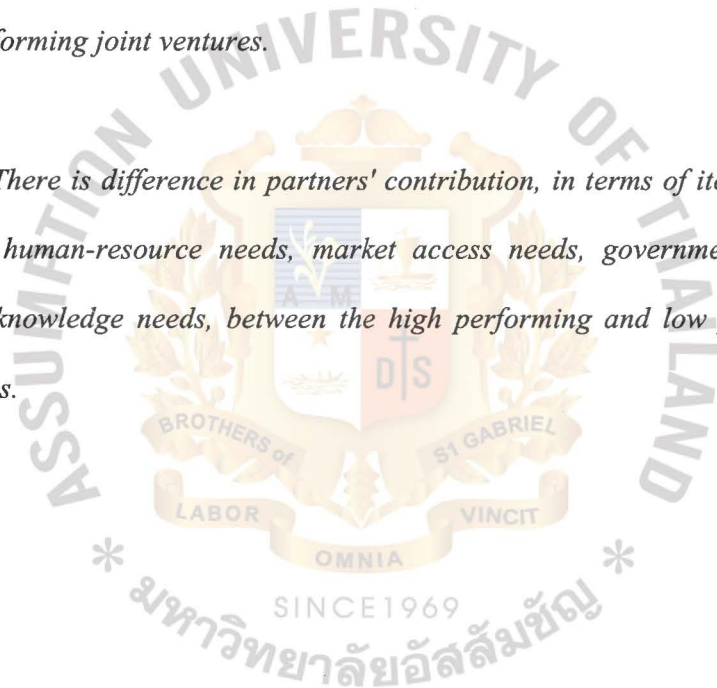 forming joint ventures.
There is difference in partners' contribution, in terms of ite
human-resource needs, market access needs, governme
knowledge needs, between the high performing and low
s.
ASSUMPTION UNIVERSITY OF THAILAND
A M
D S
BROTHERS of
ST GABRIEL
LABOR
VINCIT
OMNIA
* SINCE1969 *
มหาวิทยาลัยอัสสัมชัญ